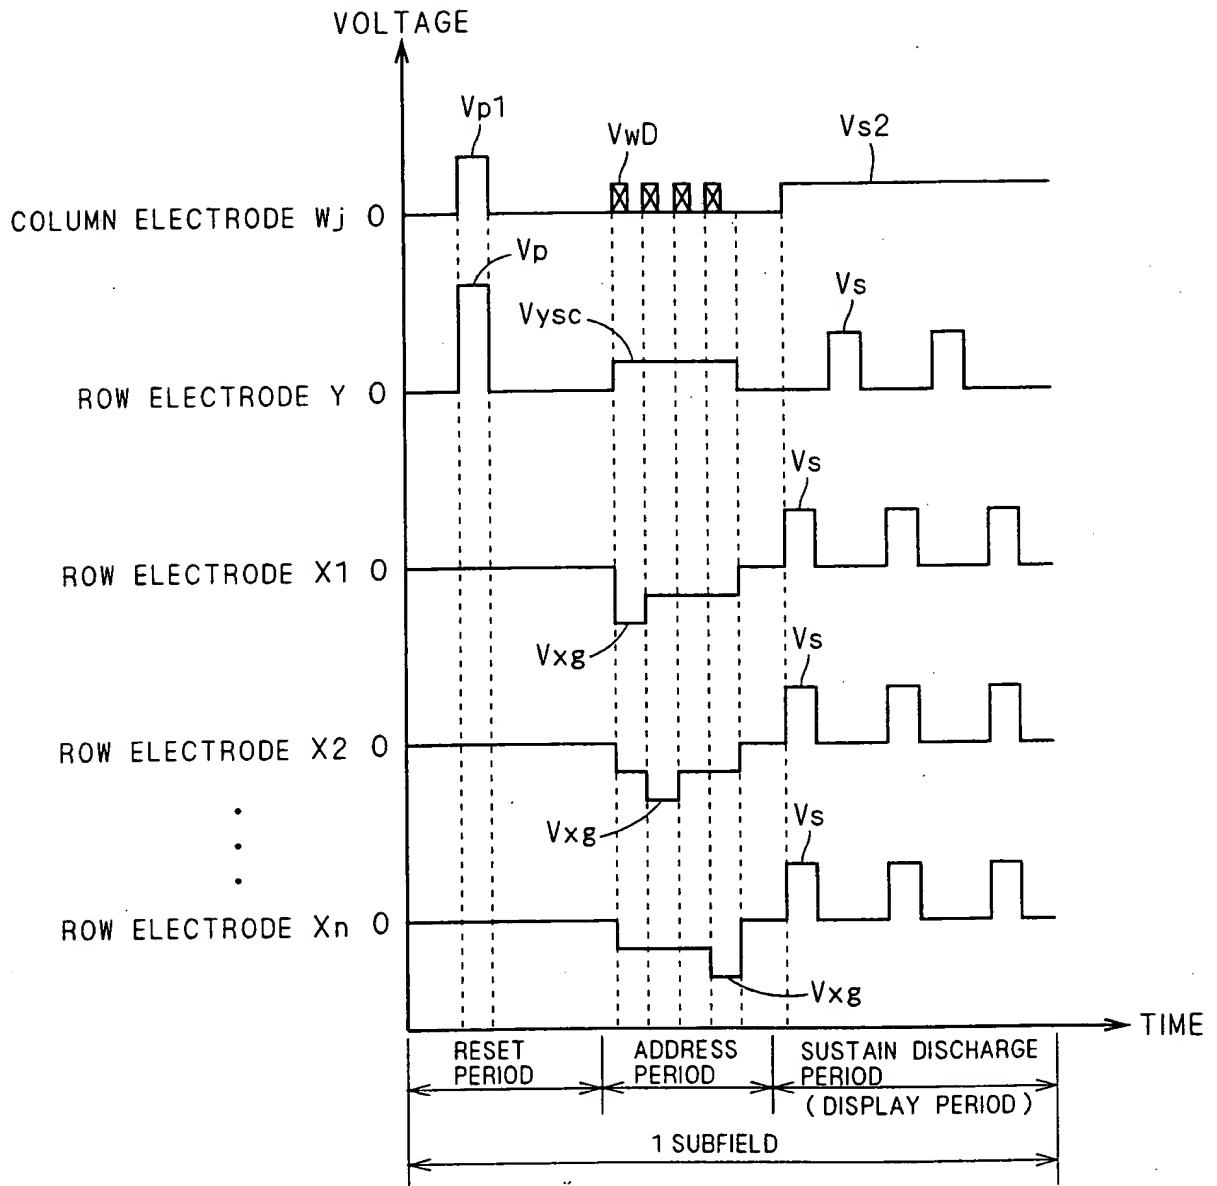 VOLTAGE
Vp1
VwD
Vs2
COLUMN ELECTRODE Wj 0
Vp
Vysc
Vs
ROW ELECTRODE Y 0
Vs
ROW ELECTRODE X1 0
Vxg
Vs
ROW ELECTRODE X2 0
Vxg
Vs
ROW ELECTRODE Xn 0
Vxg
TIME
RESET PERIOD
ADDRESS PERIOD
SUSTAIN DISCHARGE PERIOD
(DISPLAY PERIOD)
1 SUBFIELD